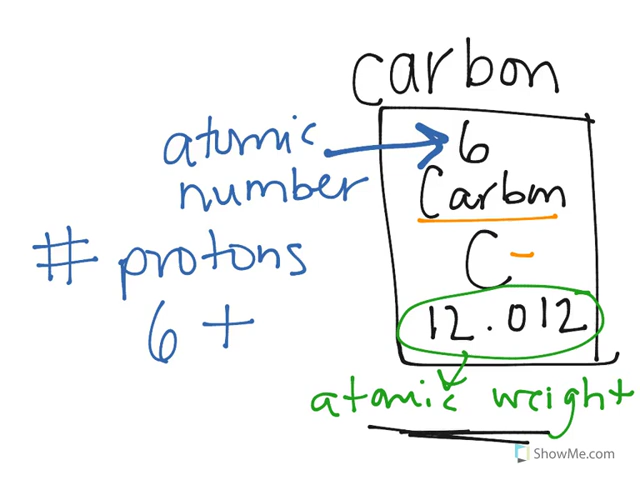 carbon
atomic
number
# protons
6 +
6
Carbon
C -
12.012
atomic weight
ShowMe.com